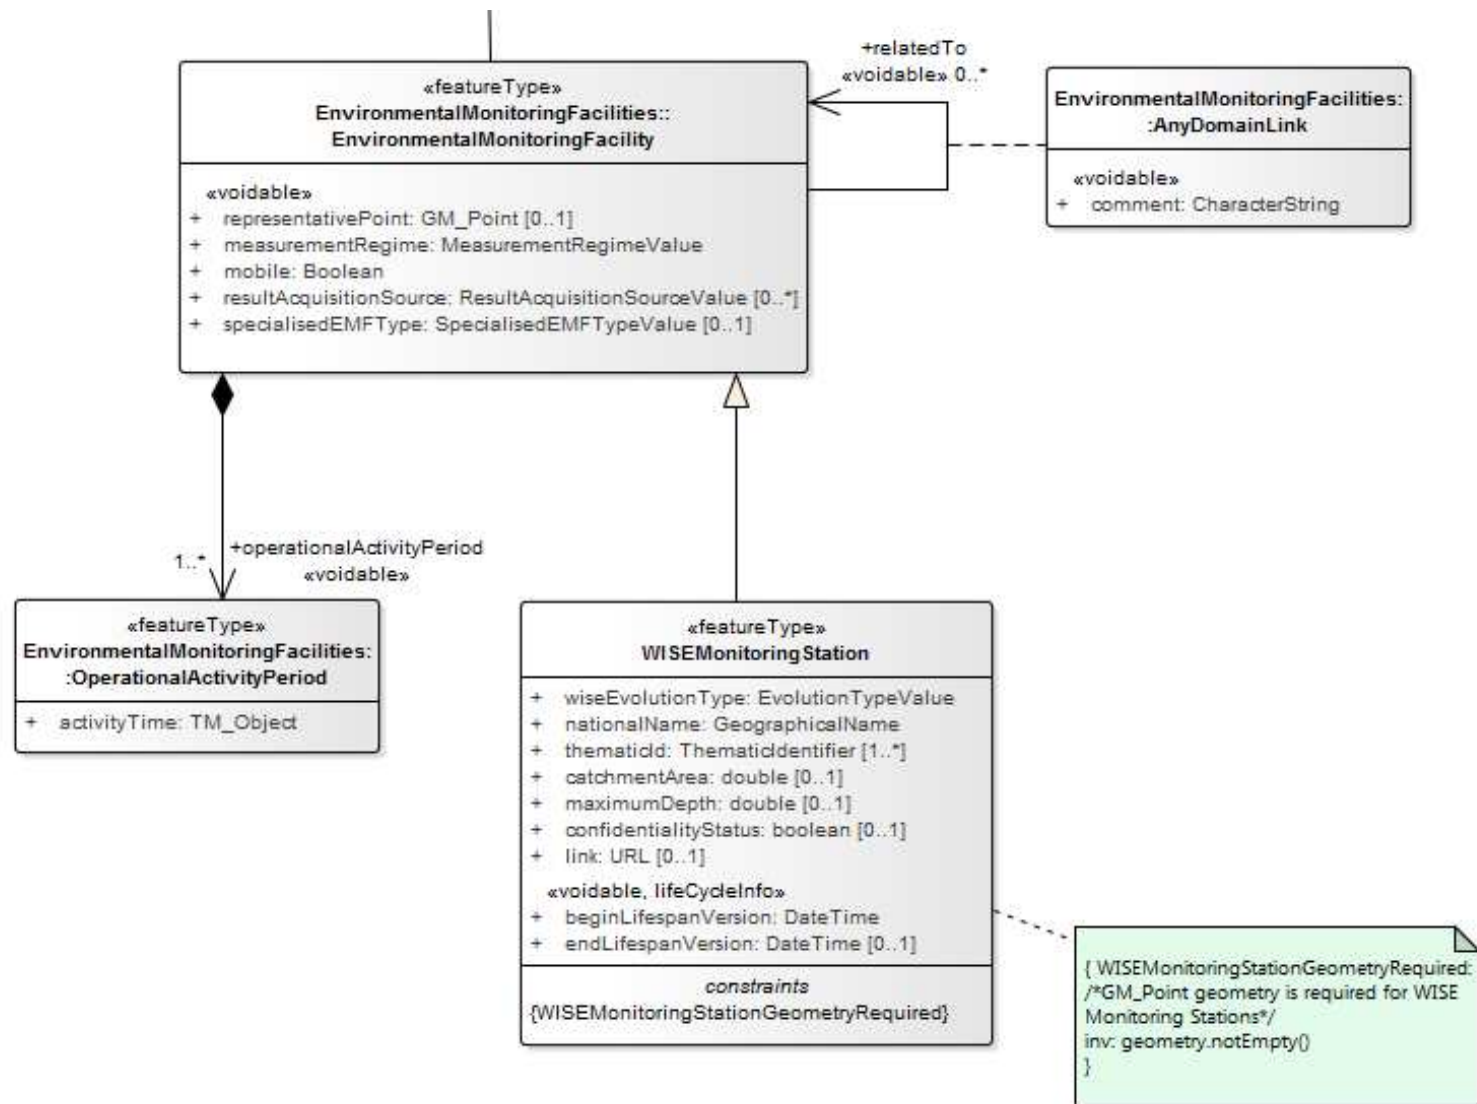 +relatedTo
«voidable» 0..*
«featureType»
EnvironmentalMonitoringFacilities::
EnvironmentalMonitoringFacility
«voidable»
+ representativePoint: GM_Point [0..1]
+ measurementRegime: MeasurementRegimeValue
+ mobile: Boolean
+ resultAcquisitionSource: ResultAcquisitionSourceValue [0..*]
+ specialisedEMFType: SpecialisedEMFTypeValue [0..1]
EnvironmentalMonitoringFacilities:
:AnyDomainLink
«voidable»
+ comment: CharacterString
1..*
+operationalActivityPeriod
«voidable»
«featureType»
EnvironmentalMonitoringFacilities:
:OperationalActivityPeriod
+ activityTime: TM_Object
«featureType»
WISEMonitoringStation
+ wiseEvolutionType: EvolutionTypeValue
+ nationalName: GeographicalName
+ thematicId: ThematicIdentifier [1..*]
+ catchmentArea: double [0..1]
+ maximumDepth: double [0..1]
+ confidentialityStatus: boolean [0..1]
+ link: URL [0..1]
«voidable, lifeCycleInfo»
+ beginLifespanVersion: DateTime
+ endLifespanVersion: DateTime [0..1]
constraints
{WISEMonitoringStationGeometryRequired}
{ WISEMonitoringStationGeometryRequired:
/*GM_Point geometry is required for WISE
Monitoring Stations*/
inv: geometry.notEmpty()
}